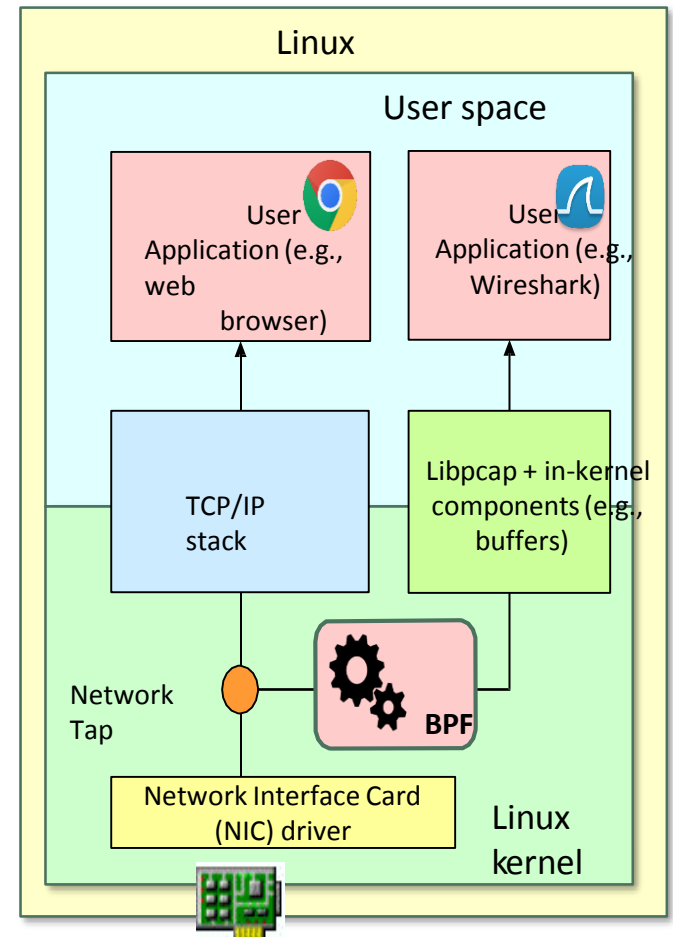 Linux
User space
User
Application (e.g.,
web
browser)
User
Application (e.g.,
Wireshark)
TCP/IP
stack
Libpcap + in-kernel
components (e.g.,
buffers)
Network
Tap
BPF
Network Interface Card
(NIC) driver
Linux
kernel